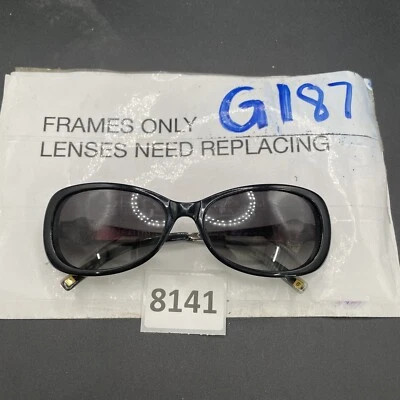 G187
FRAMES ONLY
LENSES NEED REPLACING
8141